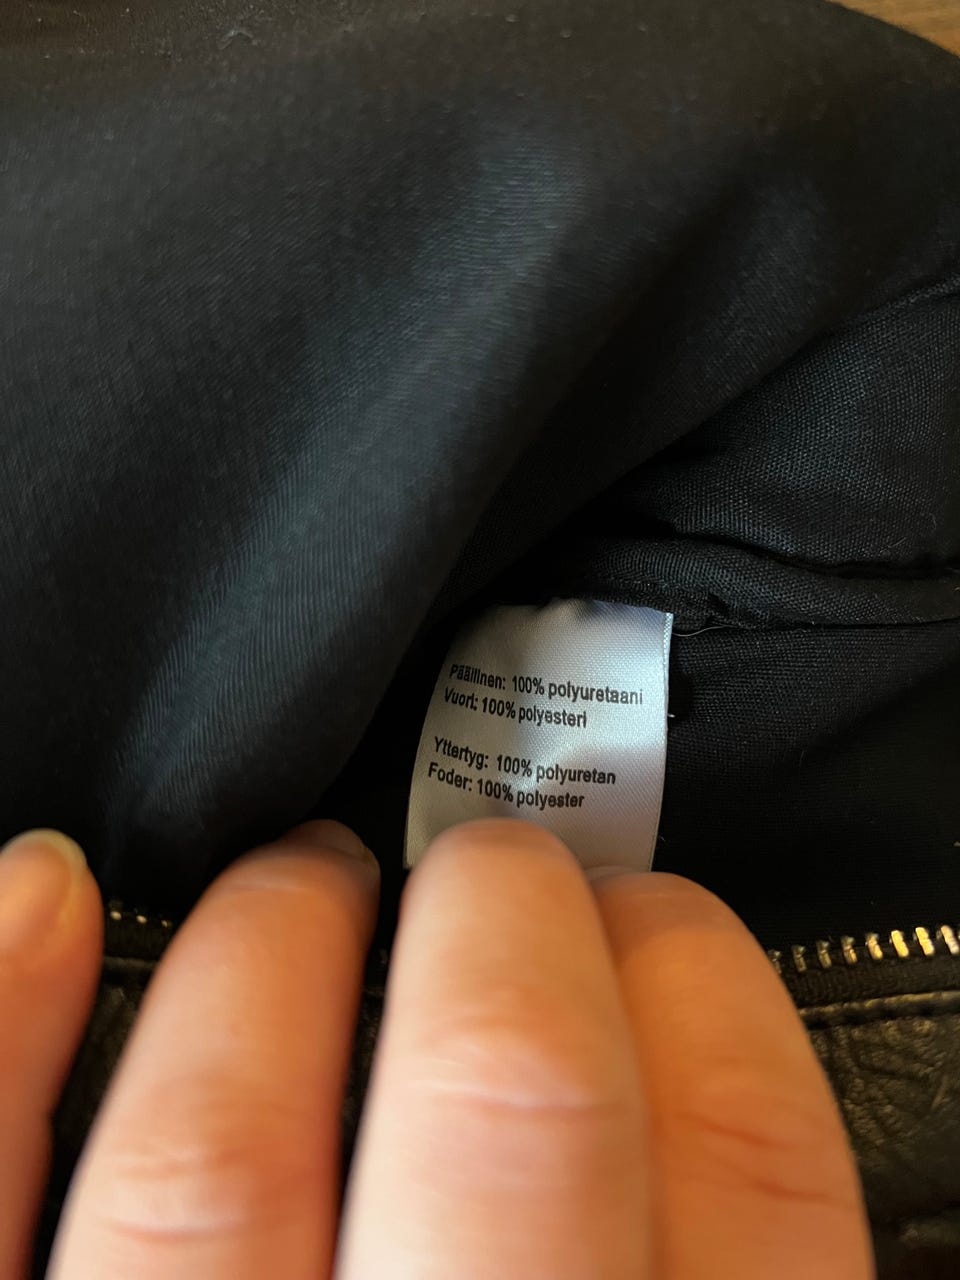 Päällinen: 100% polyuretaani
Vuori: 100% polyesteri
Yttertyg: 100% polyuretan
Foder: 100% polyester